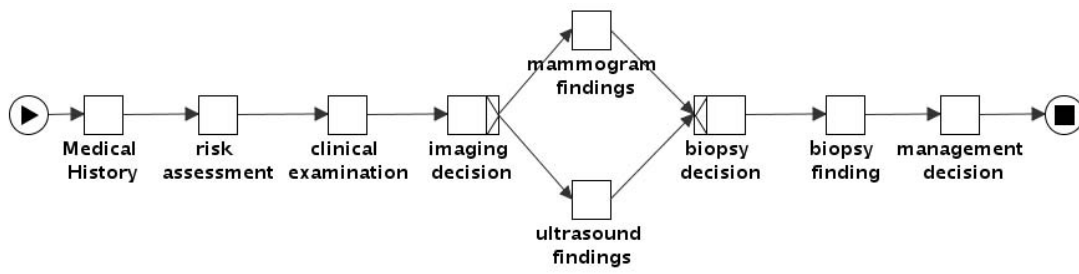 mammogram
findings
Medical
History
risk
assessment
clinical
examination
imaging
decision
biopsy
decision
biopsy
finding
management
decision
ultrasound
findings